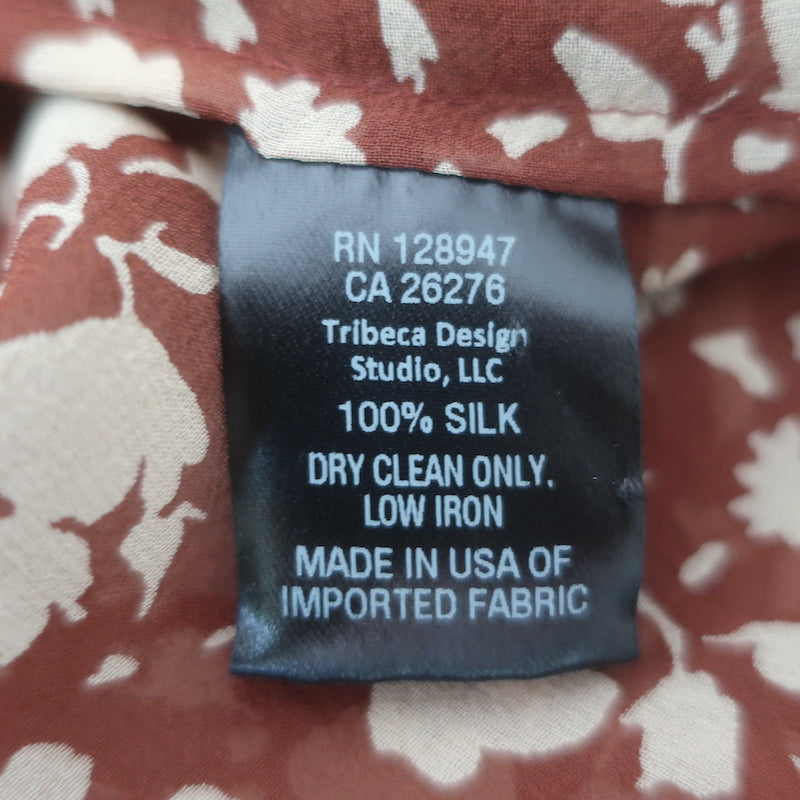 RN 128947
CA 26276
Tribeca Design
Studio, LLC
100% SILK
DRY CLEAN ONLY.
LOW IRON
MADE IN USA OF
IMPORTED FABRIC